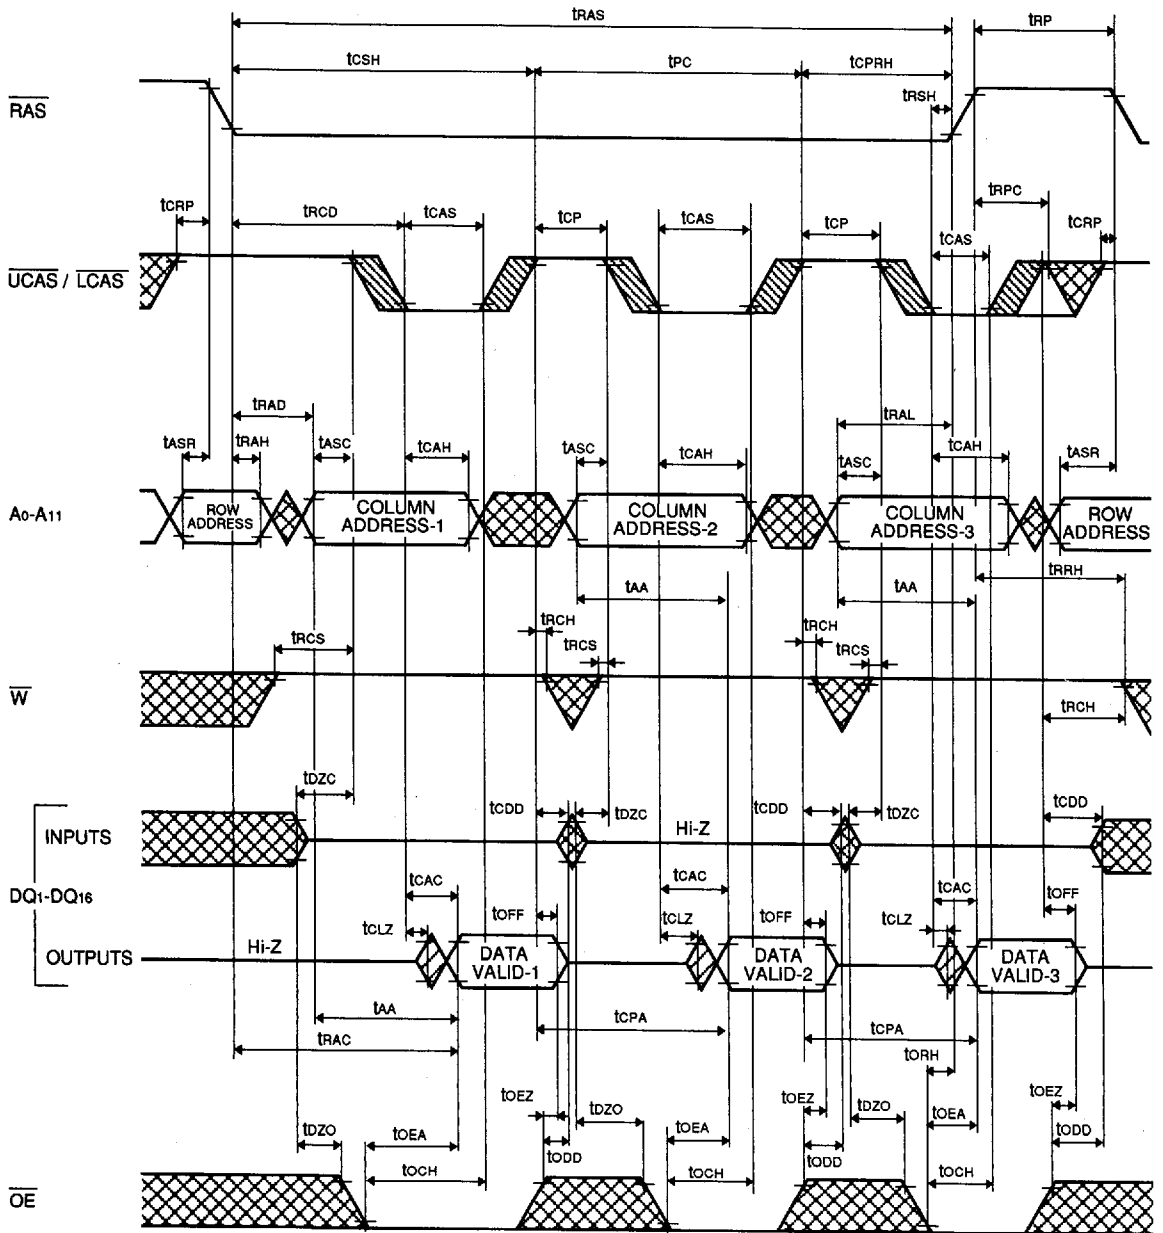 tRAS
tRP
tCSH
tPC
tCPRH
tRSH
RAS
tCRP
tRCD
tCAS
tCP
tCAS
tCP
tCAS
tRPC
tCRP
UCAS / LCAS
tRAD
tRAL
tASR
tRAH
tASC
tCAH
tASC
tCAH
tASC
tCAH
tASR
A0-A11
ROW ADDRESS
COLUMN ADDRESS-1
COLUMN ADDRESS-2
COLUMN ADDRESS-3
ROW ADDRESS
tAA
tAA
tRRH
tRCS
tRCH
tRCS
tRCH
tRCS
tRCH
W
tDZC
tCDD
tDZC
tCDD
tDZC
tCDD
INPUTS
Hi-Z
DQ1-DQ16
tCAC
tCLZ
tOFF
tCAC
tCLZ
tOFF
tCAC
tCLZ
tOFF
OUTPUTS
Hi-Z
DATA VALID-1
DATA VALID-2
DATA VALID-3
tAA
tCPA
tCPA
tRAC
tORH
tOEZ
tOEZ
tOEZ
tDZO
tOEA
tDZO
tODD
tOEA
tDZO
tODD
tOEA
tODD
tOCH
tOCH
tOCH
OE